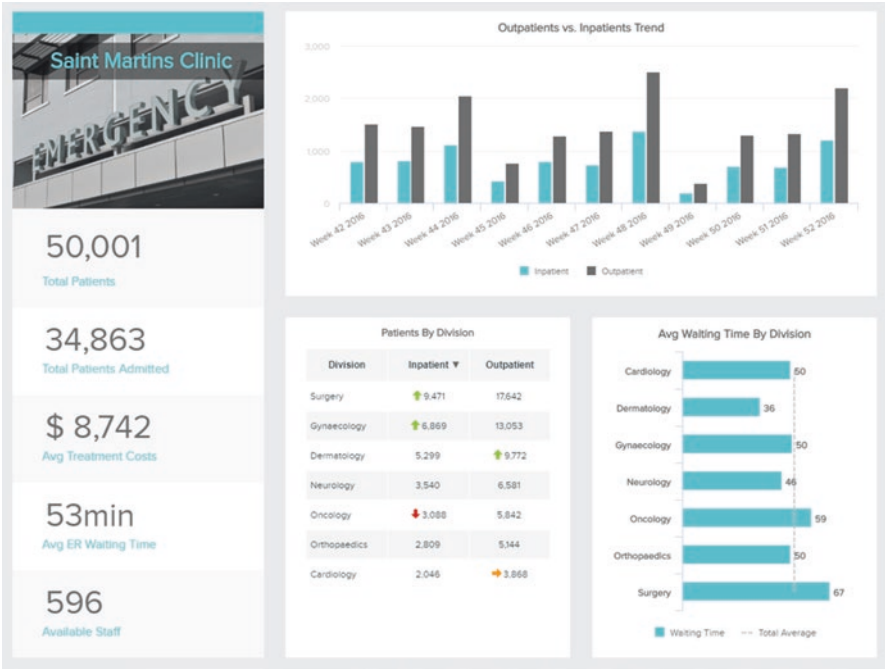 Saint Martins Clinic
EMERGENCY
50,001
Total Patients
34,863
Total Patients Admitted
$ 8,742
Avg Treatment Costs
53min
Avg ER Waiting Time
596
Available Staff
Outpatients vs. Inpatients Trend
3,000
2,000
1,000
0
Week 42 2016 Week 43 2016 Week 44 2016 Week 45 2016 Week 46 2016 Week 47 2016 Week 48 2016 Week 49 2016 Week 50 2016 Week 51 2016 Week 52 2016
Inpatient Outpatient
Patients By Division
Division Inpatient ▼ Outpatient
Surgery 9,471 17,642
Gynaecology 6,869 13,053
Dermatology 5,299 9,772
Neurology 3,540 6,581
Oncology 3,088 5,842
Orthopaedics 2,809 5,144
Cardiology 2,046 3,868
Avg Waiting Time By Division
Cardiology 50
Dermatology 36
Gynaecology 50
Neurology 46
Oncology 59
Orthopaedics 50
Surgery 67
Waiting Time Total Average